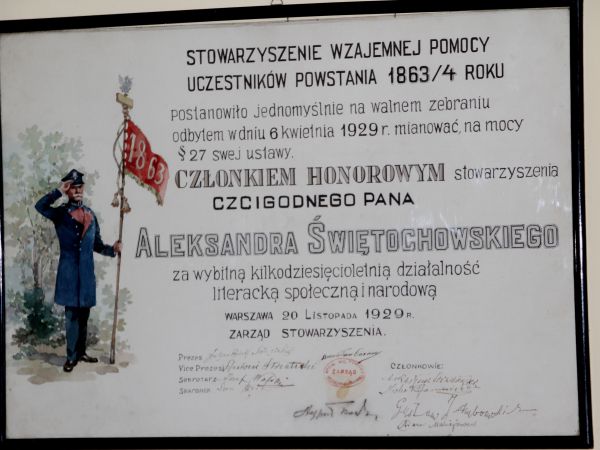 STOWARZYSZENIE WZAJEMNEJ POMOCY
UCZESTNIKÓW POWSTANIA 1863/4 ROKU
postanowiło jednomyślnie na walnem zebraniu
odbytem w dniu 6 kwietnia 1929 r. mianować, na mocy
§ 27 swej ustawy.
CZŁONKIEM HONOROWYM stowarzyszenia
CZCIGODNEGO PANA
ALEKSANDRA ŚWIĘTOCHOWSKIEGO
za wybitną kilkodziesięcioletnią działalność
literacką społeczną i narodową
WARSZAWA 20 LISTOPADA 1929 R.
ZARZĄD STOWARZYSZENIA.
Prezes
Vice Prezes
Sekretarz
Skarbnik
ZARZĄD
CZŁONKOWIE:
1863